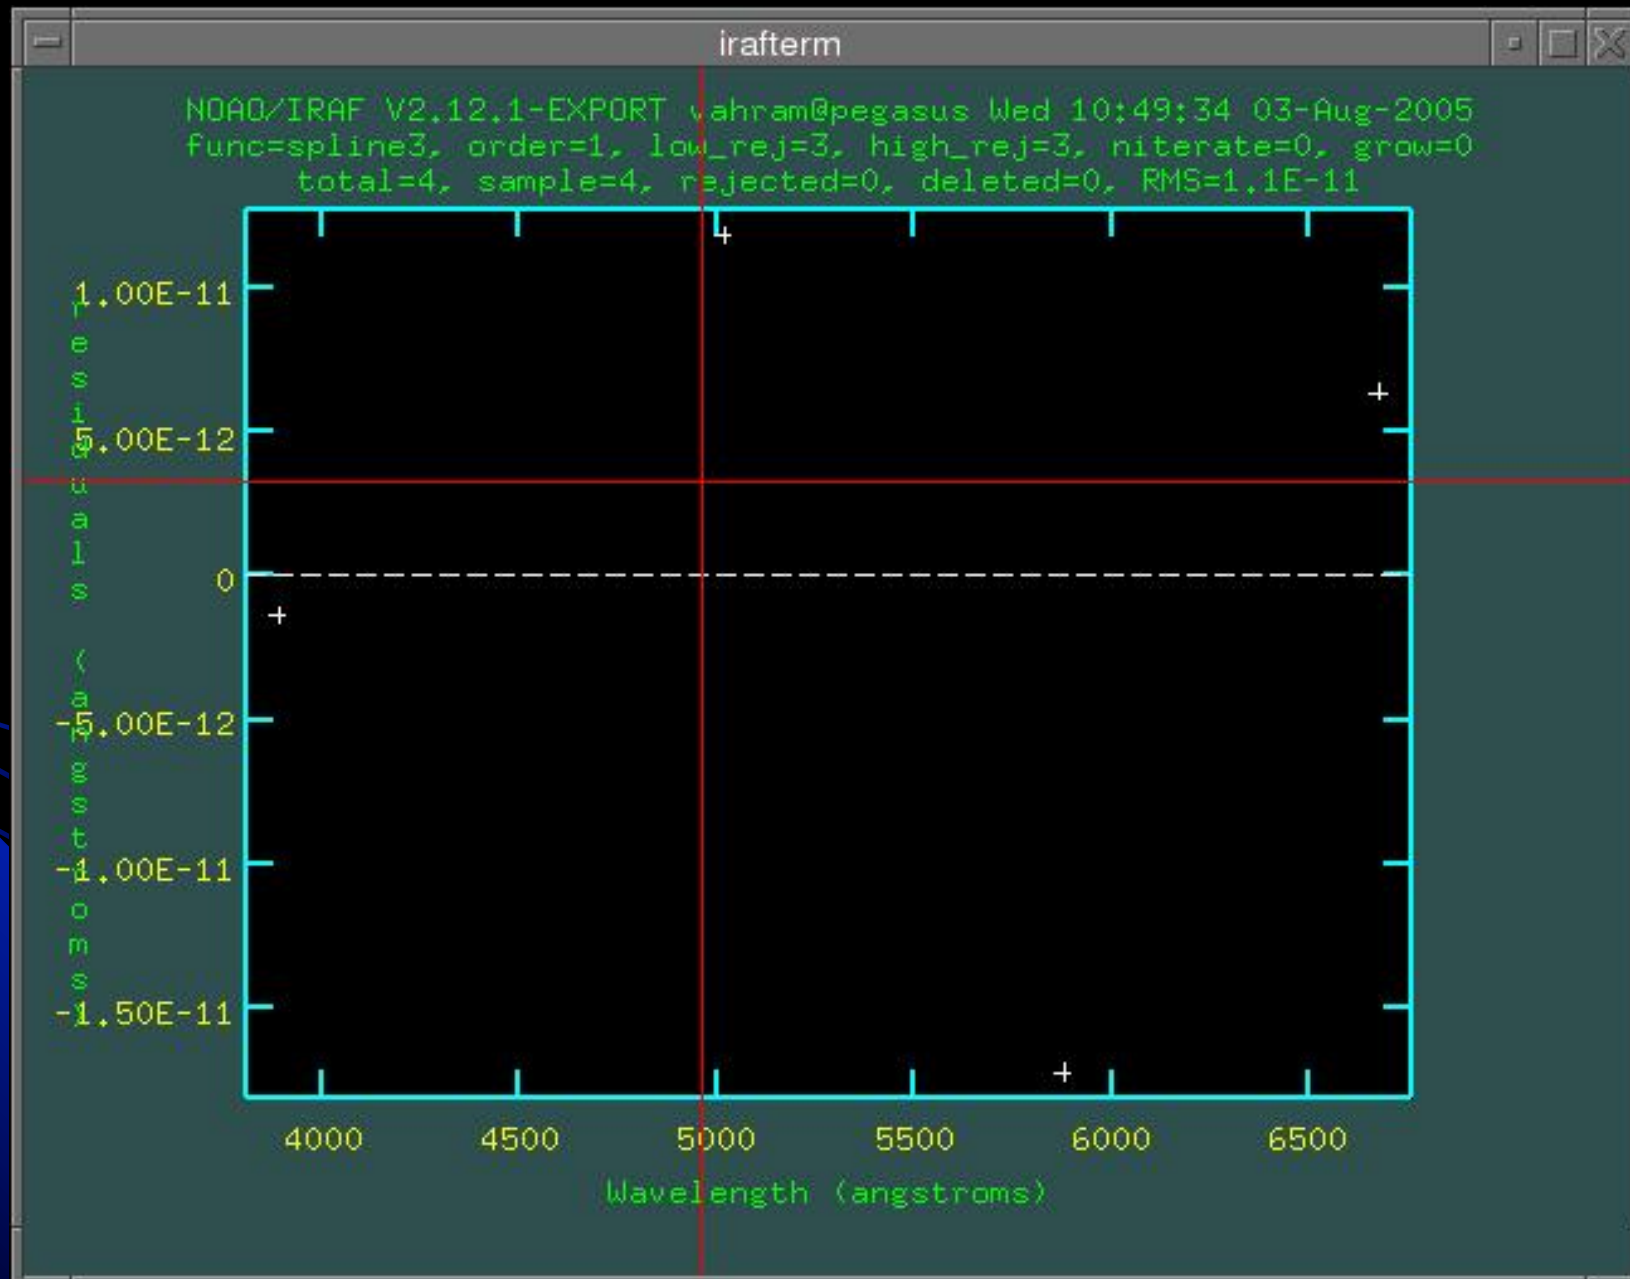 irafterm
NOAO/IRAF V2.12.1-EXPORT vahram@pegasus Wed 10:49:34 03-Aug-2005
func=spline3, order=1, low_rej=3, high_rej=3, niterate=0, grow=0
total=4, sample=4, rejected=0, deleted=0, RMS=1.1E-11
residuals (angstroms)
1.00E-11
5.00E-12
0
-5.00E-12
-1.00E-11
-1.50E-11
4000 4500 5000 5500 6000 6500
Wavelength (angstroms)